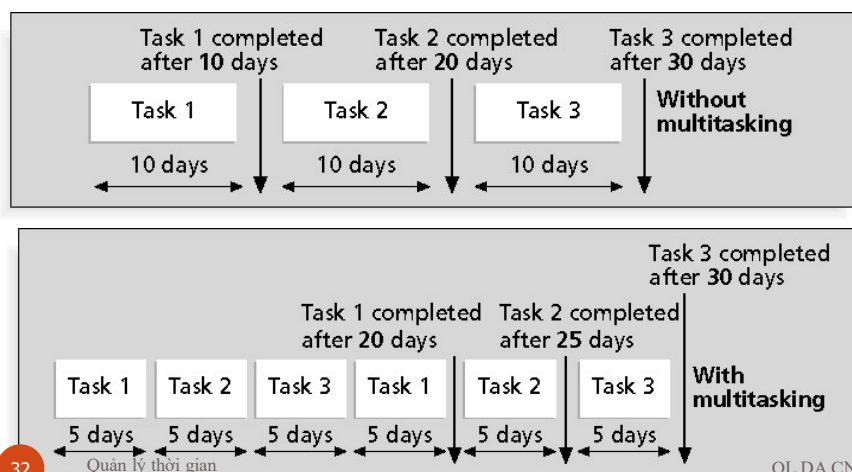 Task 1 completed
after 10 days
Task 2 completed
after 20 days
Task 3 completed
after 30 days
Task 1
Task 2
Task 3
Without
multitasking
10 days
10 days
10 days
Task 3 completed
after 30 days
Task 1 completed
after 20 days
Task 2 completed
after 25 days
Task 1
Task 2
Task 3
Task 1
Task 2
Task 3
With
multitasking
5 days
5 days
5 days
5 days
5 days
5 days
32
Quản lý thời gian
QL DA CN